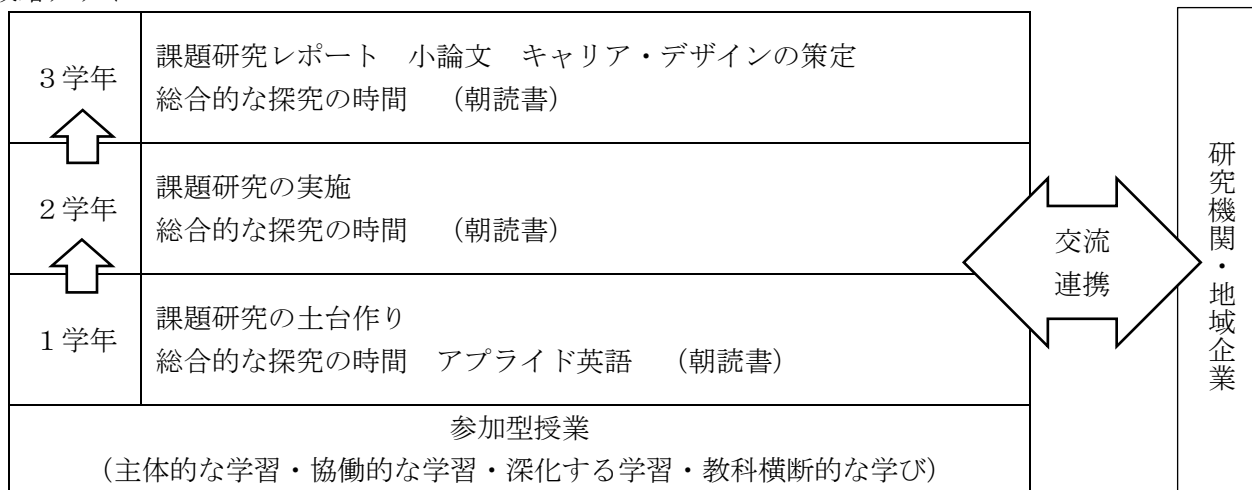 3学年
課題研究レポート　小論文　キャリア・デザインの策定
総合的な探究の時間　（朝読書）
2学年
課題研究の実施
総合的な探究の時間　（朝読書）
1学年
課題研究の土台作り
総合的な探究の時間　アプライド英語　（朝読書）
参加型授業
（主体的な学習・協働的な学習・深化する学習・教科横断的な学び）
交流
連携
研究機関・地域企業